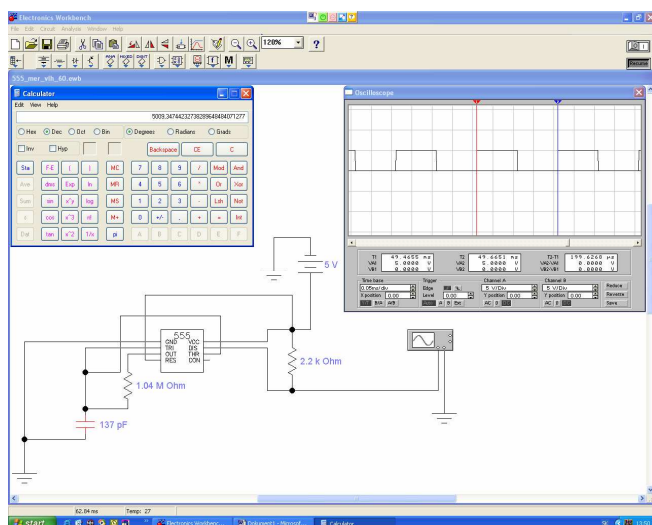 Electronics Workbench
File Edit Circuit Analysis Window Help
120%
?
Resume
555_mer_vlh_60.ewb
Calculator
Edit View Help
Hex Dec Oct Bin Degrees Radians Grads
Inv Hyp Backspace CE C
Sta F-E ( ) MC 7 8 9 / Mod And
Ave dms Exp ln MR 4 5 6 * Or Xor
Sum sin x^y log MS 1 2 3 - Lsh Not
s cos x^3 n! M+ 0 +/- , + = Int
Dat tan x^2 1/x pi A B C D E F
Oscilloscope
T1 49.4655 ms T2 49.6651 ms T2-T1 199.6260 µs
VA1 5.0000 V VA2 5.0000 V VA2-VA1 0.0000 V
VB1 0.0000 V VB2 0.0000 V VB2-VB1 0.0000 V
Time base Trigger Channel A Channel B
0.05ms/div Edge 5 V/Div 5 V/Div Reduce
X position 0.00 Level 0.00 Y position 0.00 Y position 0.00 Reverse
B/A A/B A B Ext AC 0 AC 0 Save
5 V
555
GND VCC
TRI DIS
OUT THR
RES CON
2.2 k Ohm
1.04 M Ohm
137 pF
62.84 ms Temp: 27
start Electronics Workbenc... Dokument1 - Microsof... Calculator 13:50